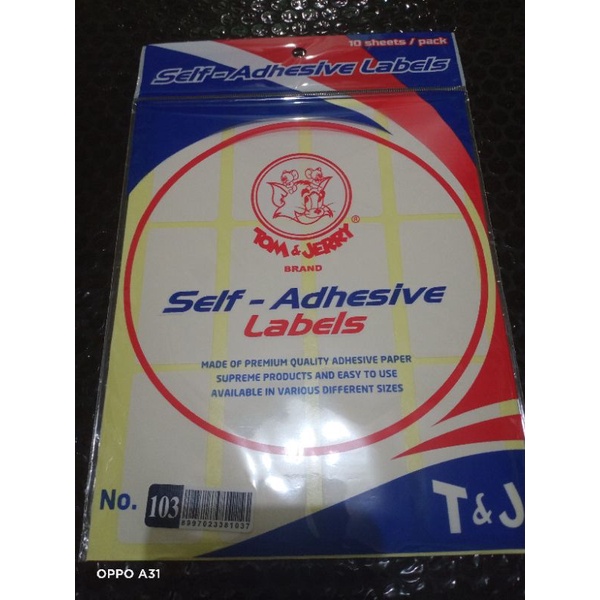 10 sheets / pack
Self-Adhesive Labels
TOM & JERRY ®
BRAND
Self - Adhesive
Labels
MADE OF PREMIUM QUALITY ADHESIVE PAPER
SUPREME PRODUCTS AND EASY TO USE
AVAILABLE IN VARIOUS DIFFERENT SIZES
No. 103
T&J
OPPO A31